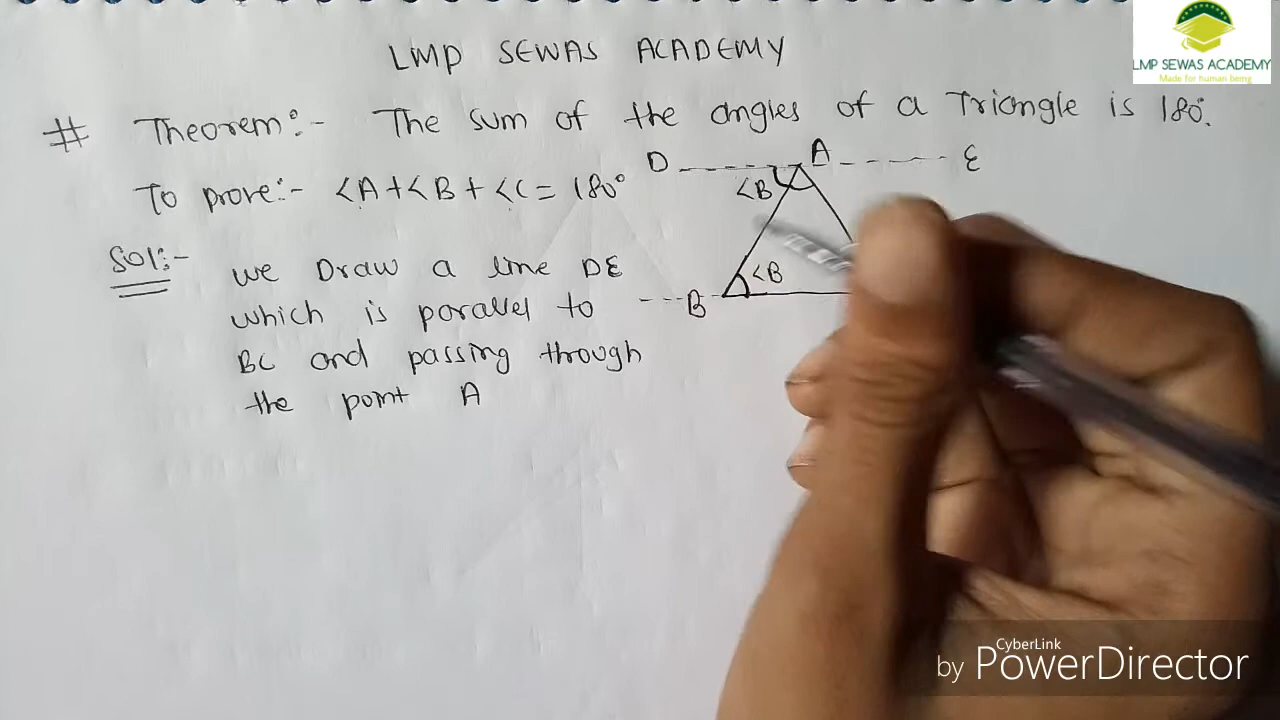 LMP SEWAS ACADEMY
LMP SEWAS ACADEMY
Made for human being
# Theorem:- The sum of the angles of a Triangle is 180°.
To prove:- <A+<B+<C=180°
D A E
<B
<B
B
Sol:- we Draw a line DE
which is parallel to
BC and passing through
the point A
CyberLink
by PowerDirector